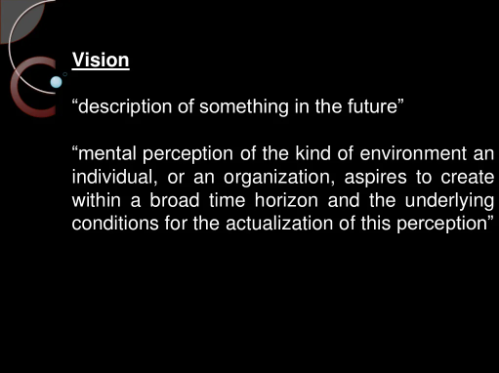 Vision
“description of something in the future”
“mental perception of the kind of environment an
individual, or an organization, aspires to create
within a broad time horizon and the underlying
conditions for the actualization of this perception”